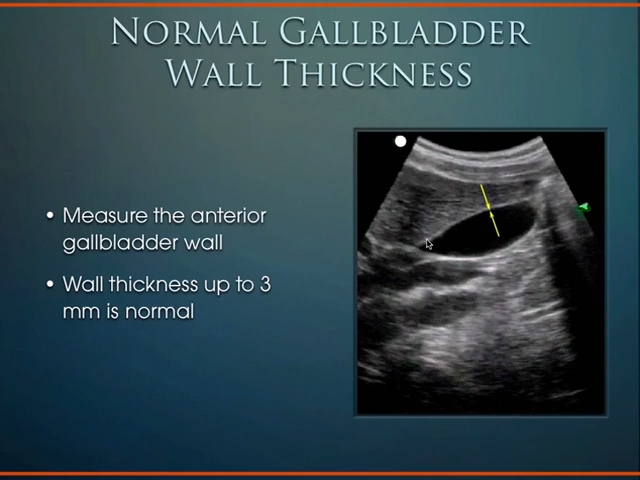 Normal Gallbladder
Wall Thickness
• Measure the anterior
gallbladder wall
• Wall thickness up to 3
mm is normal